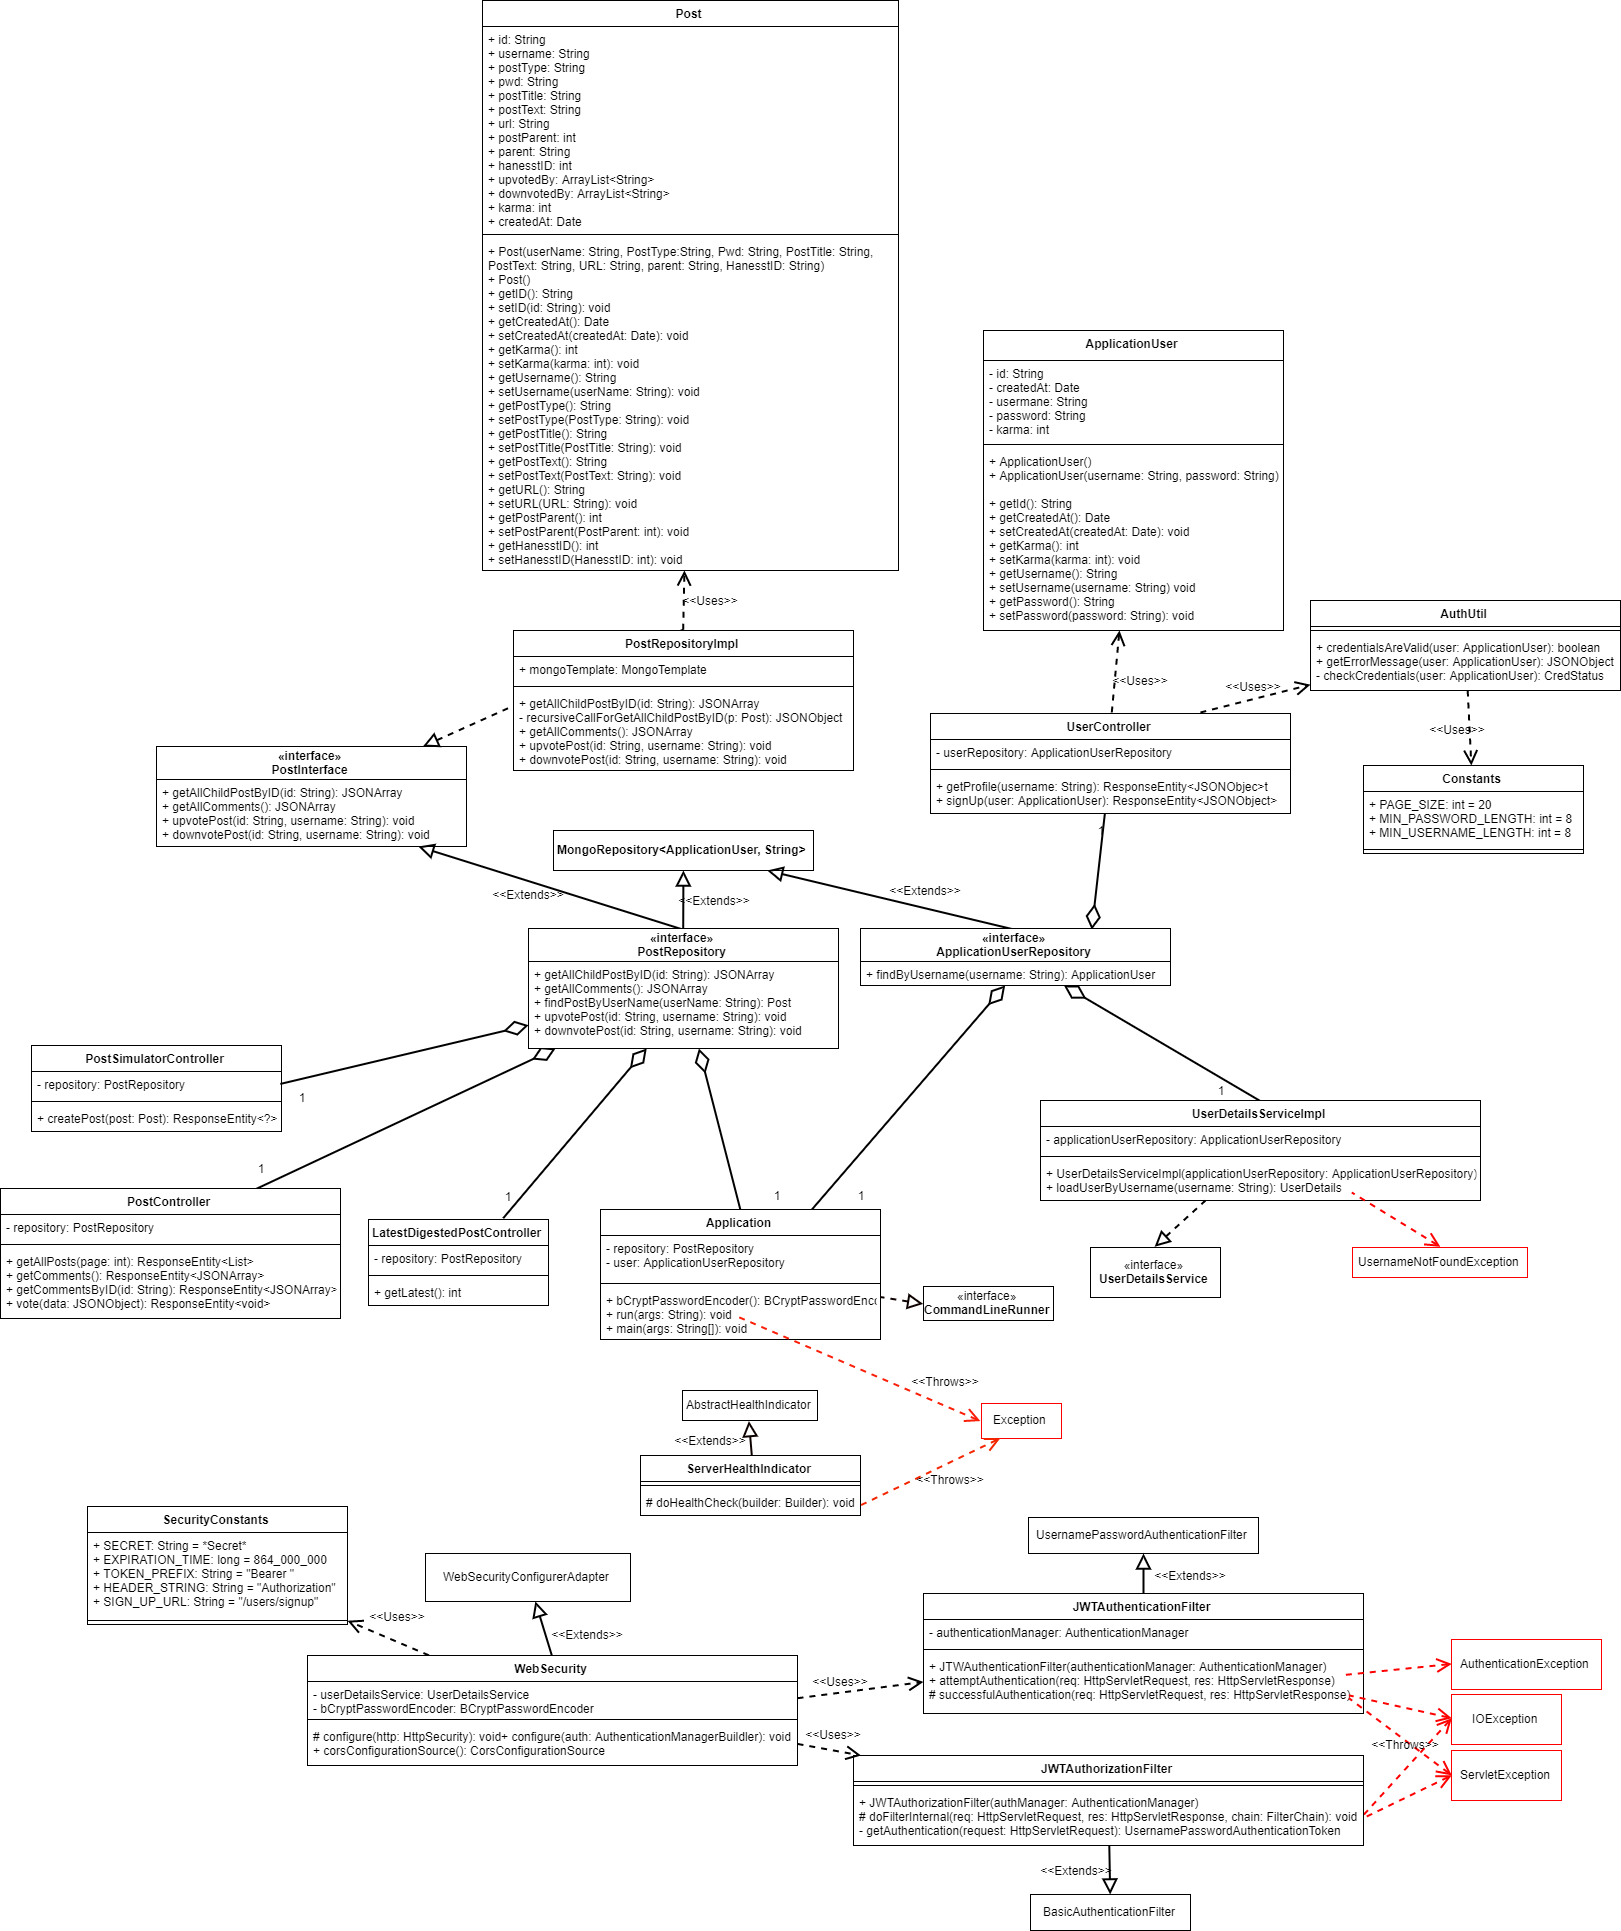 Post
+ id: String
+ username: String
+ postType: String
+ pwd: String
+ postTitle: String
+ postText: String
+ url: String
+ postParent: int
+ parent: String
+ hanesstID: int
+ upvotedBy: ArrayList<String>
+ downvotedBy: ArrayList<String>
+ karma: int
+ createdAt: Date
+ Post(userName: String, PostType:String, Pwd: String, PostTitle: String,
PostText: String, URL: String, parent: String, HanesstID: String)
+ Post()
+ getID(): String
+ setID(id: String): void
+ getCreatedAt(): Date
+ setCreatedAt(createdAt: Date): void
+ getKarma(): int
+ setKarma(karma: int): void
+ getUsername(): String
+ setUsername(userName: String): void
+ getPostType(): String
+ setPostType(PostType: String): void
+ getPostTitle(): String
+ setPostTitle(PostTitle: String): void
+ getPostText(): String
+ setPostText(PostText: String): void
+ getURL(): String
+ setURL(URL: String): void
+ getPostParent(): int
+ setPostParent(PostParent: int): void
+ getHanesstID(): int
+ setHanesstID(HanesstID: int): void
ApplicationUser
- id: String
- createdAt: Date
- usermane: String
- password: String
- karma: int
+ ApplicationUser()
+ ApplicationUser(username: String, password: String)
+ getId(): String
+ getCreatedAt(): Date
+ setCreatedAt(createdAt: Date): void
+ getKarma(): int
+ setKarma(karma: int): void
+ getUsername(): String
+ setUsername(username: String) void
+ getPassword(): String
+ setPassword(password: String): void
<<Uses>>
AuthUtil
+ credentialsAreValid(user: ApplicationUser): boolean
+ getErrorMessage(user: ApplicationUser): JSONObject
- checkCredentials(user: ApplicationUser): CredStatus
PostRepositoryImpl
+ mongoTemplate: MongoTemplate
+ getAllChildPostByID(id: String): JSONArray
- recursiveCallForGetAllChildPostByID(p: Post): JSONObject
+ getAllComments(): JSONArray
+ upvotePost(id: String, username: String): void
+ downvotePost(id: String, username: String): void
<<Uses>>
<<Uses>>
<<Uses>>
UserController
- userRepository: ApplicationUserRepository
+ getProfile(username: String): ResponseEntity<JSONObjec>t
+ signUp(user: ApplicationUser): ResponseEntity<JSONObject>
Constants
+ PAGE_SIZE: int = 20
+ MIN_PASSWORD_LENGTH: int = 8
+ MIN_USERNAME_LENGTH: int = 8
«interface»
PostInterface
+ getAllChildPostByID(id: String): JSONArray
+ getAllComments(): JSONArray
+ upvotePost(id: String, username: String): void
+ downvotePost(id: String, username: String): void
MongoRepository<ApplicationUser, String>
1
<<Extends>>
<<Extends>>
<<Extends>>
«interface»
PostRepository
+ getAllChildPostByID(id: String): JSONArray
+ getAllComments(): JSONArray
+ findPostByUserName(userName: String): Post
+ upvotePost(id: String, username: String): void
+ downvotePost(id: String, username: String): void
«interface»
ApplicationUserRepository
+ findByUsername(username: String): ApplicationUser
PostSimulatorController
- repository: PostRepository
+ createPost(post: Post): ResponseEntity<?>
1
1
1
1
1
1
UserDetailsServiceImpl
- applicationUserRepository: ApplicationUserRepository
+ UserDetailsServiceImpl(applicationUserRepository: ApplicationUserRepository)
+ loadUserByUsername(username: String): UserDetails
PostController
- repository: PostRepository
+ getAllPosts(page: int): ResponseEntity<List>
+ getComments(): ResponseEntity<JSONArray>
+ getCommentsByID(id: String): ResponseEntity<JSONArray>
+ vote(data: JSONObject): ResponseEntity<void>
LatestDigestedPostController
- repository: PostRepository
+ getLatest(): int
Application
- repository: PostRepository
- user: ApplicationUserRepository
+ bCryptPasswordEncoder(): BCryptPasswordEnco
+ run(args: String): void
+ main(args: String[]): void
«interface»
CommandLineRunner
«interface»
UserDetailsService
UsernameNotFoundException
<<Throws>>
AbstractHealthIndicator
Exception
<<Extends>>
ServerHealthIndicator
# doHealthCheck(builder: Builder): void
<<Throws>>
SecurityConstants
+ SECRET: String = *Secret*
+ EXPIRATION_TIME: long = 864_000_000
+ TOKEN_PREFIX: String = "Bearer "
+ HEADER_STRING: String = "Authorization"
+ SIGN_UP_URL: String = "/users/signup"
WebSecurityConfigurerAdapter
<<Uses>>
<<Extends>>
WebSecurity
- userDetailsService: UserDetailsService
- bCryptPasswordEncoder: BCryptPasswordEncoder
# configure(http: HttpSecurity): void+ configure(auth: AuthenticationManagerBuildler): void
+ corsConfigurationSource(): CorsConfigurationSource
<<Uses>>
<<Uses>>
UsernamePasswordAuthenticationFilter
<<Extends>>
JWTAuthenticationFilter
- authenticationManager: AuthenticationManager
+ JTWAuthenticationFilter(authenticationManager: AuthenticationManager)
+ attemptAuthentication(req: HttpServletRequest, res: HttpServletResponse)
# successfulAuthentication(req: HttpServletRequest, res: HttpServletResponse)
AuthenticationException
IOException
<<Throws>>
ServletException
JWTAuthorizationFilter
+ JWTAuthorizationFilter(authManager: AuthenticationManager)
# doFilterInternal(req: HttpServletRequest, res: HttpServletResponse, chain: FilterChain): void
- getAuthentication(request: HttpServletRequest): UsernamePasswordAuthenticationToken
<<Extends>>
BasicAuthenticationFilter